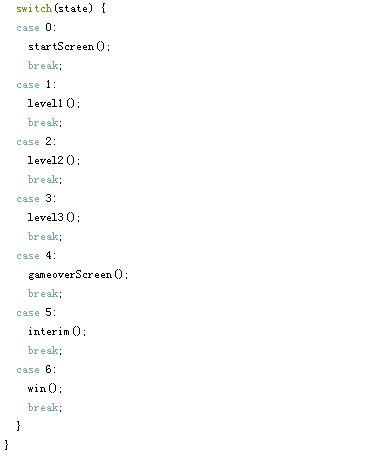 switch(state) {
case 0:
startScreen();
break;
case 1:
level1();
break;
case 2:
level2();
break;
case 3:
level3();
break;
case 4:
gameoverScreen();
break;
case 5:
interim();
break;
case 6:
win();
break;
}
}